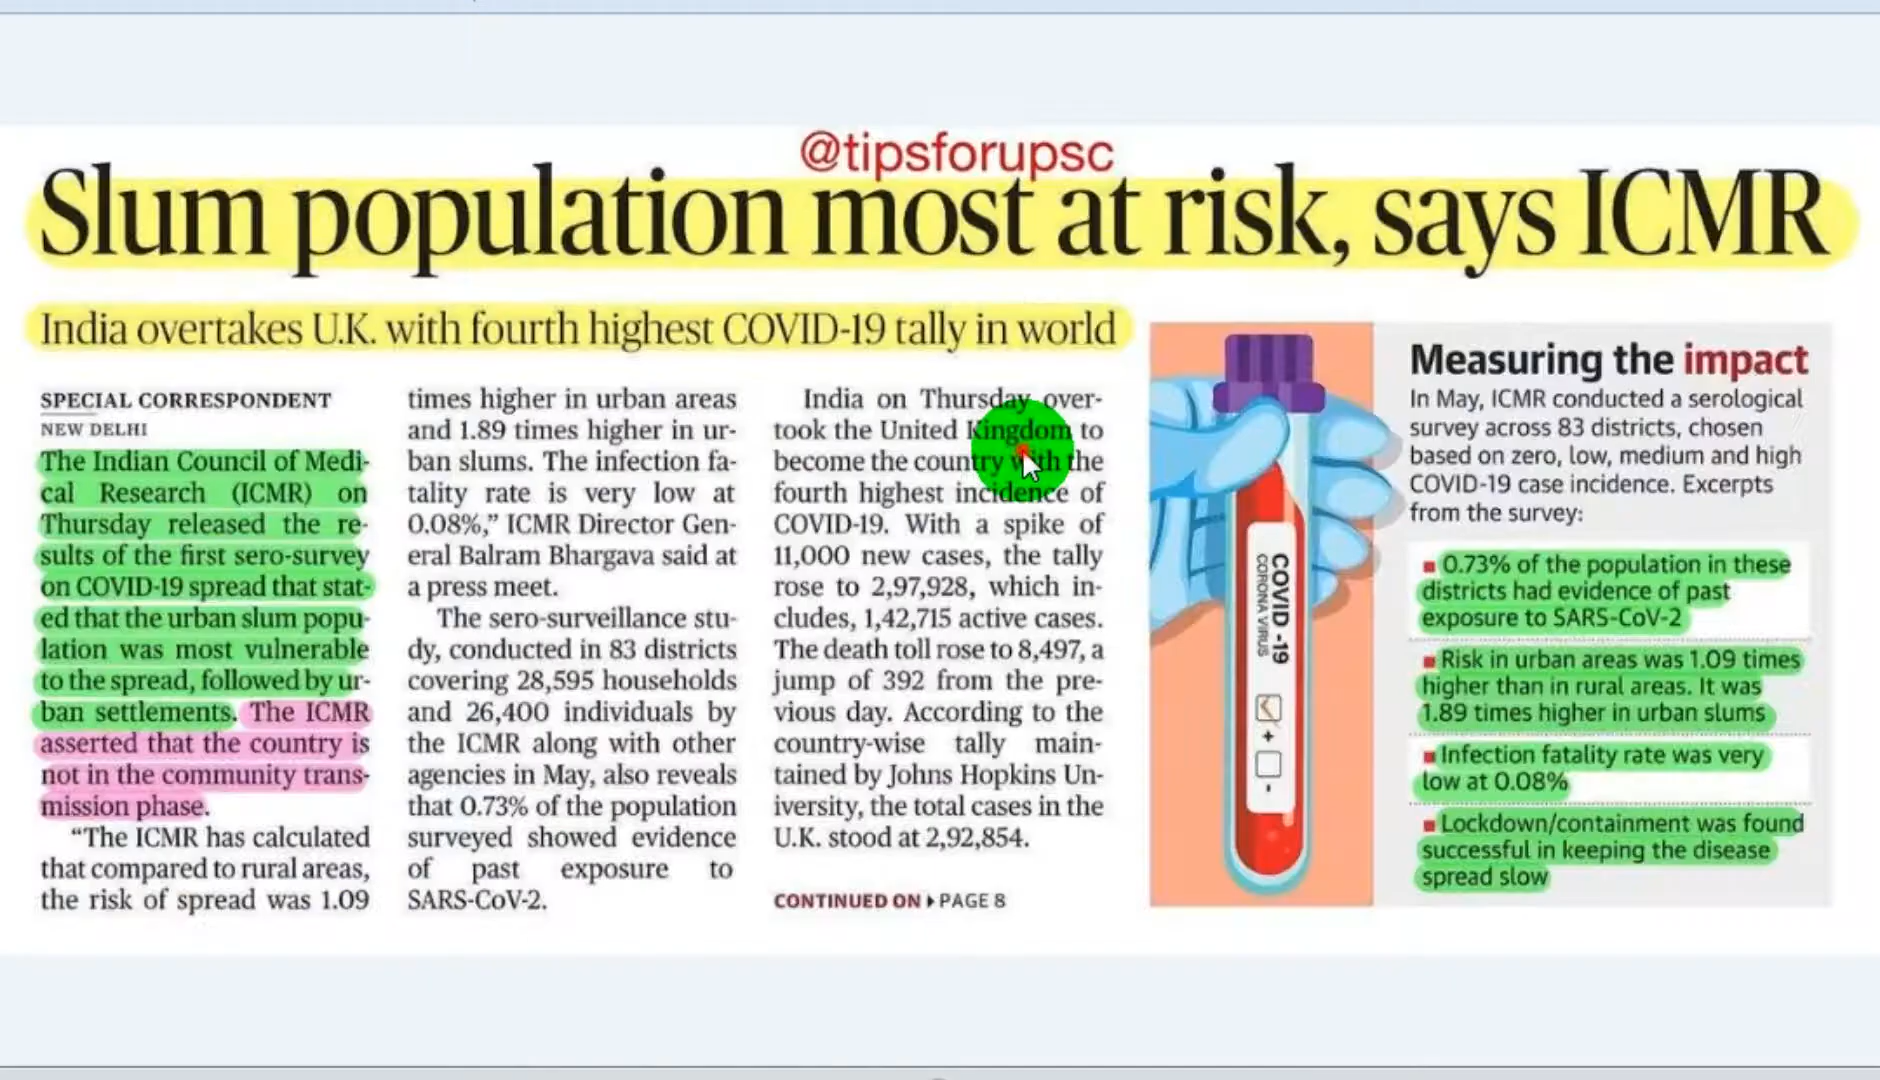 @tipsforupsc
Slum population most at risk, says ICMR
India overtakes U.K. with fourth highest COVID-19 tally in world
SPECIAL CORRESPONDENT
NEW DELHI
The Indian Council of Medi-
cal Research (ICMR) on
Thursday released the re-
sults of the first sero-survey
on COVID-19 spread that stat-
ed that the urban slum popu-
lation was most vulnerable
to the spread, followed by ur-
ban settlements. The ICMR
asserted that the country is
not in the community trans-
mission phase.
“The ICMR has calculated
that compared to rural areas,
the risk of spread was 1.09
times higher in urban areas
and 1.89 times higher in ur-
ban slums. The infection fa-
tality rate is very low at
0.08%,” ICMR Director Gen-
eral Balram Bhargava said at
a press meet.
The sero-surveillance stu-
dy, conducted in 83 districts
covering 28,595 households
and 26,400 individuals by
the ICMR along with other
agencies in May, also reveals
that 0.73% of the population
surveyed showed evidence
of past exposure to
SARS-CoV-2.
India on Thursday over-
took the United Kingdom to
become the country with the
fourth highest incidence of
COVID-19. With a spike of
11,000 new cases, the tally
rose to 2,97,928, which in-
cludes, 1,42,715 active cases.
The death toll rose to 8,497, a
jump of 392 from the pre-
vious day. According to the
country-wise tally main-
tained by Johns Hopkins Un-
iversity, the total cases in the
U.K. stood at 2,92,854.
CONTINUED ON ▸ PAGE 8
COVID -19
CORONA VIRUS
+
-
Measuring the impact
In May, ICMR conducted a serological
survey across 83 districts, chosen
based on zero, low, medium and high
COVID-19 case incidence. Excerpts
from the survey:
■ 0.73% of the population in these
districts had evidence of past
exposure to SARS-CoV-2
■ Risk in urban areas was 1.09 times
higher than in rural areas. It was
1.89 times higher in urban slums
■ Infection fatality rate was very
low at 0.08%
■ Lockdown/containment was found
successful in keeping the disease
spread slow